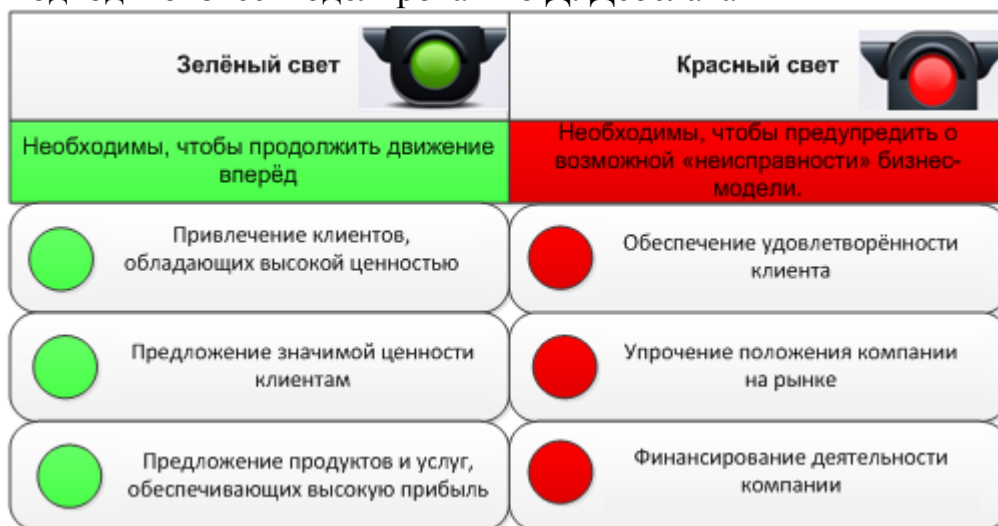 Зелёный свет
Красный свет
Необходимы, чтобы продолжить движение
вперёд
Необходимы, чтобы предупредить о
возможной «неисправности» бизнес-
модели.
Привлечение клиентов,
обладающих высокой ценностью
Обеспечение удовлетворённости
клиента
Предложение значимой ценности
клиентам
Упрочение положения компании
на рынке
Предложение продуктов и услуг,
обеспечивающих высокую прибыль
Финансирование деятельности
компании